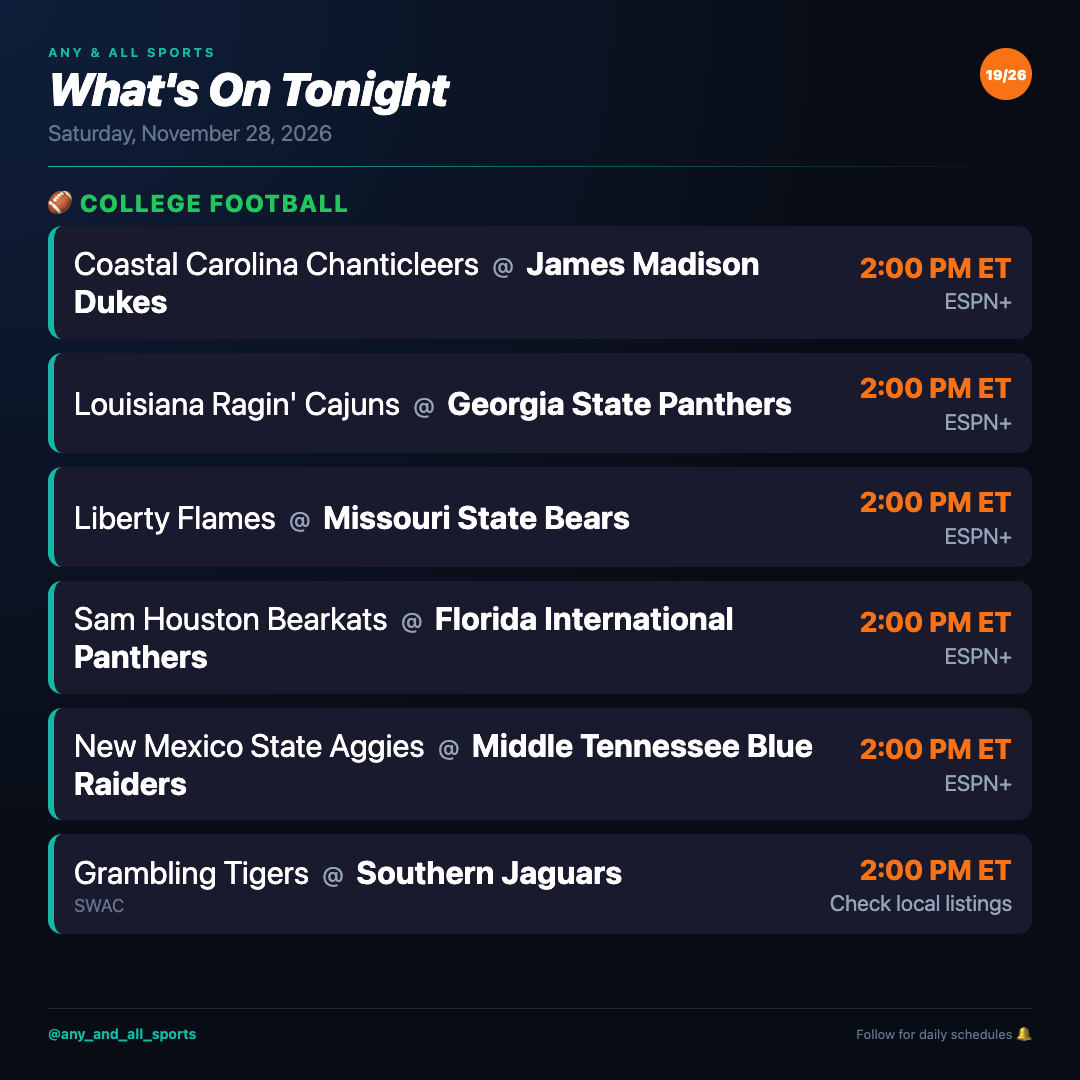 ANY & ALL SPORTS
What's On Tonight
Saturday, November 28, 2026
19/26
🏈 COLLEGE FOOTBALL
Coastal Carolina Chanticleers @ James Madison
Dukes
2:00 PM ET
ESPN+
Louisiana Ragin' Cajuns @ Georgia State Panthers
2:00 PM ET
ESPN+
Liberty Flames @ Missouri State Bears
2:00 PM ET
ESPN+
Sam Houston Bearkats @ Florida International
Panthers
2:00 PM ET
ESPN+
New Mexico State Aggies @ Middle Tennessee Blue
Raiders
2:00 PM ET
ESPN+
Grambling Tigers @ Southern Jaguars
SWAC
2:00 PM ET
Check local listings
@any_and_all_sports
Follow for daily schedules 🔔